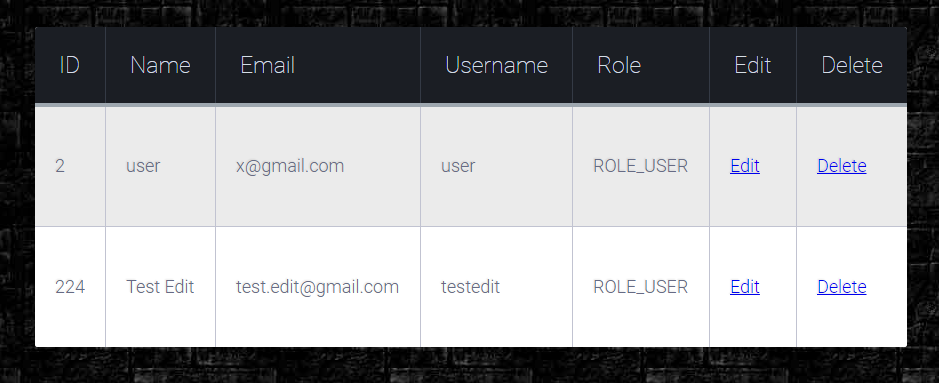 ID Name Email Username Role Edit Delete
2 user x@gmail.com user ROLE_USER Edit Delete
224 Test Edit test.edit@gmail.com testedit ROLE_USER Edit Delete